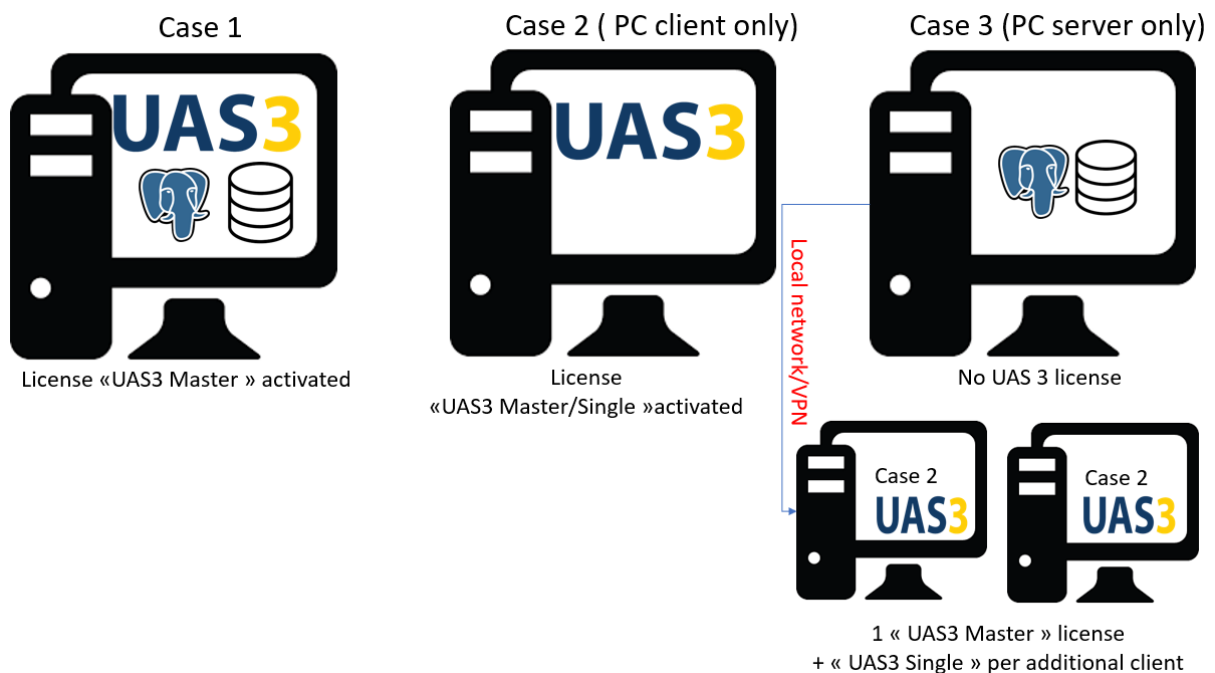 Case 1
Case 2 ( PC client only)
Case 3 (PC server only)
UAS3
UAS3
Local network/VPN
License «UAS3 Master » activated
License
«UAS3 Master/Single »activated
No UAS 3 license
Case 2
UAS3
Case 2
UAS3
1 « UAS3 Master » license
+ « UAS3 Single » per additional client